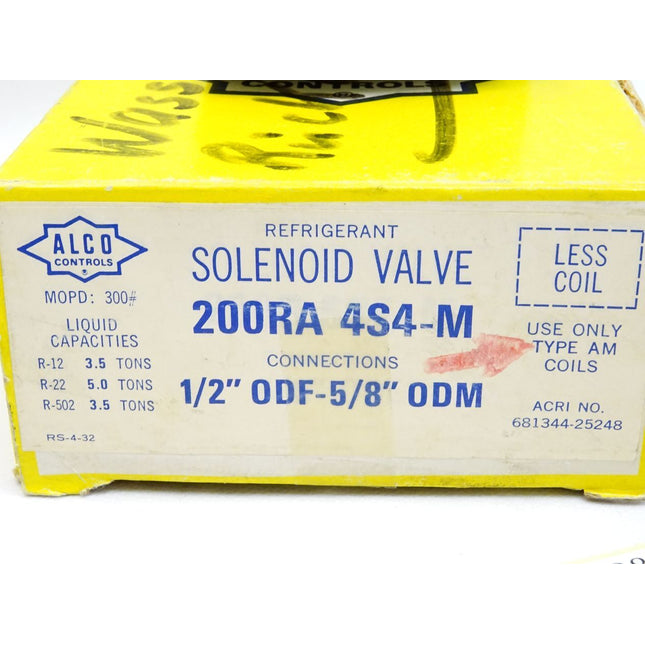 CONTROLS
Wass
Rück
ALCO
CONTROLS
®
MOPD: 300#
LIQUID
CAPACITIES
R-12 3.5 TONS
R-22 5.0 TONS
R-502 3.5 TONS
RS-4-32
REFRIGERANT
SOLENOID VALVE
200RA 4S4-M
CONNECTIONS
1/2" ODF-5/8" ODM
LESS
COIL
USE ONLY
TYPE AM
COILS
ACRI NO.
681344-25248